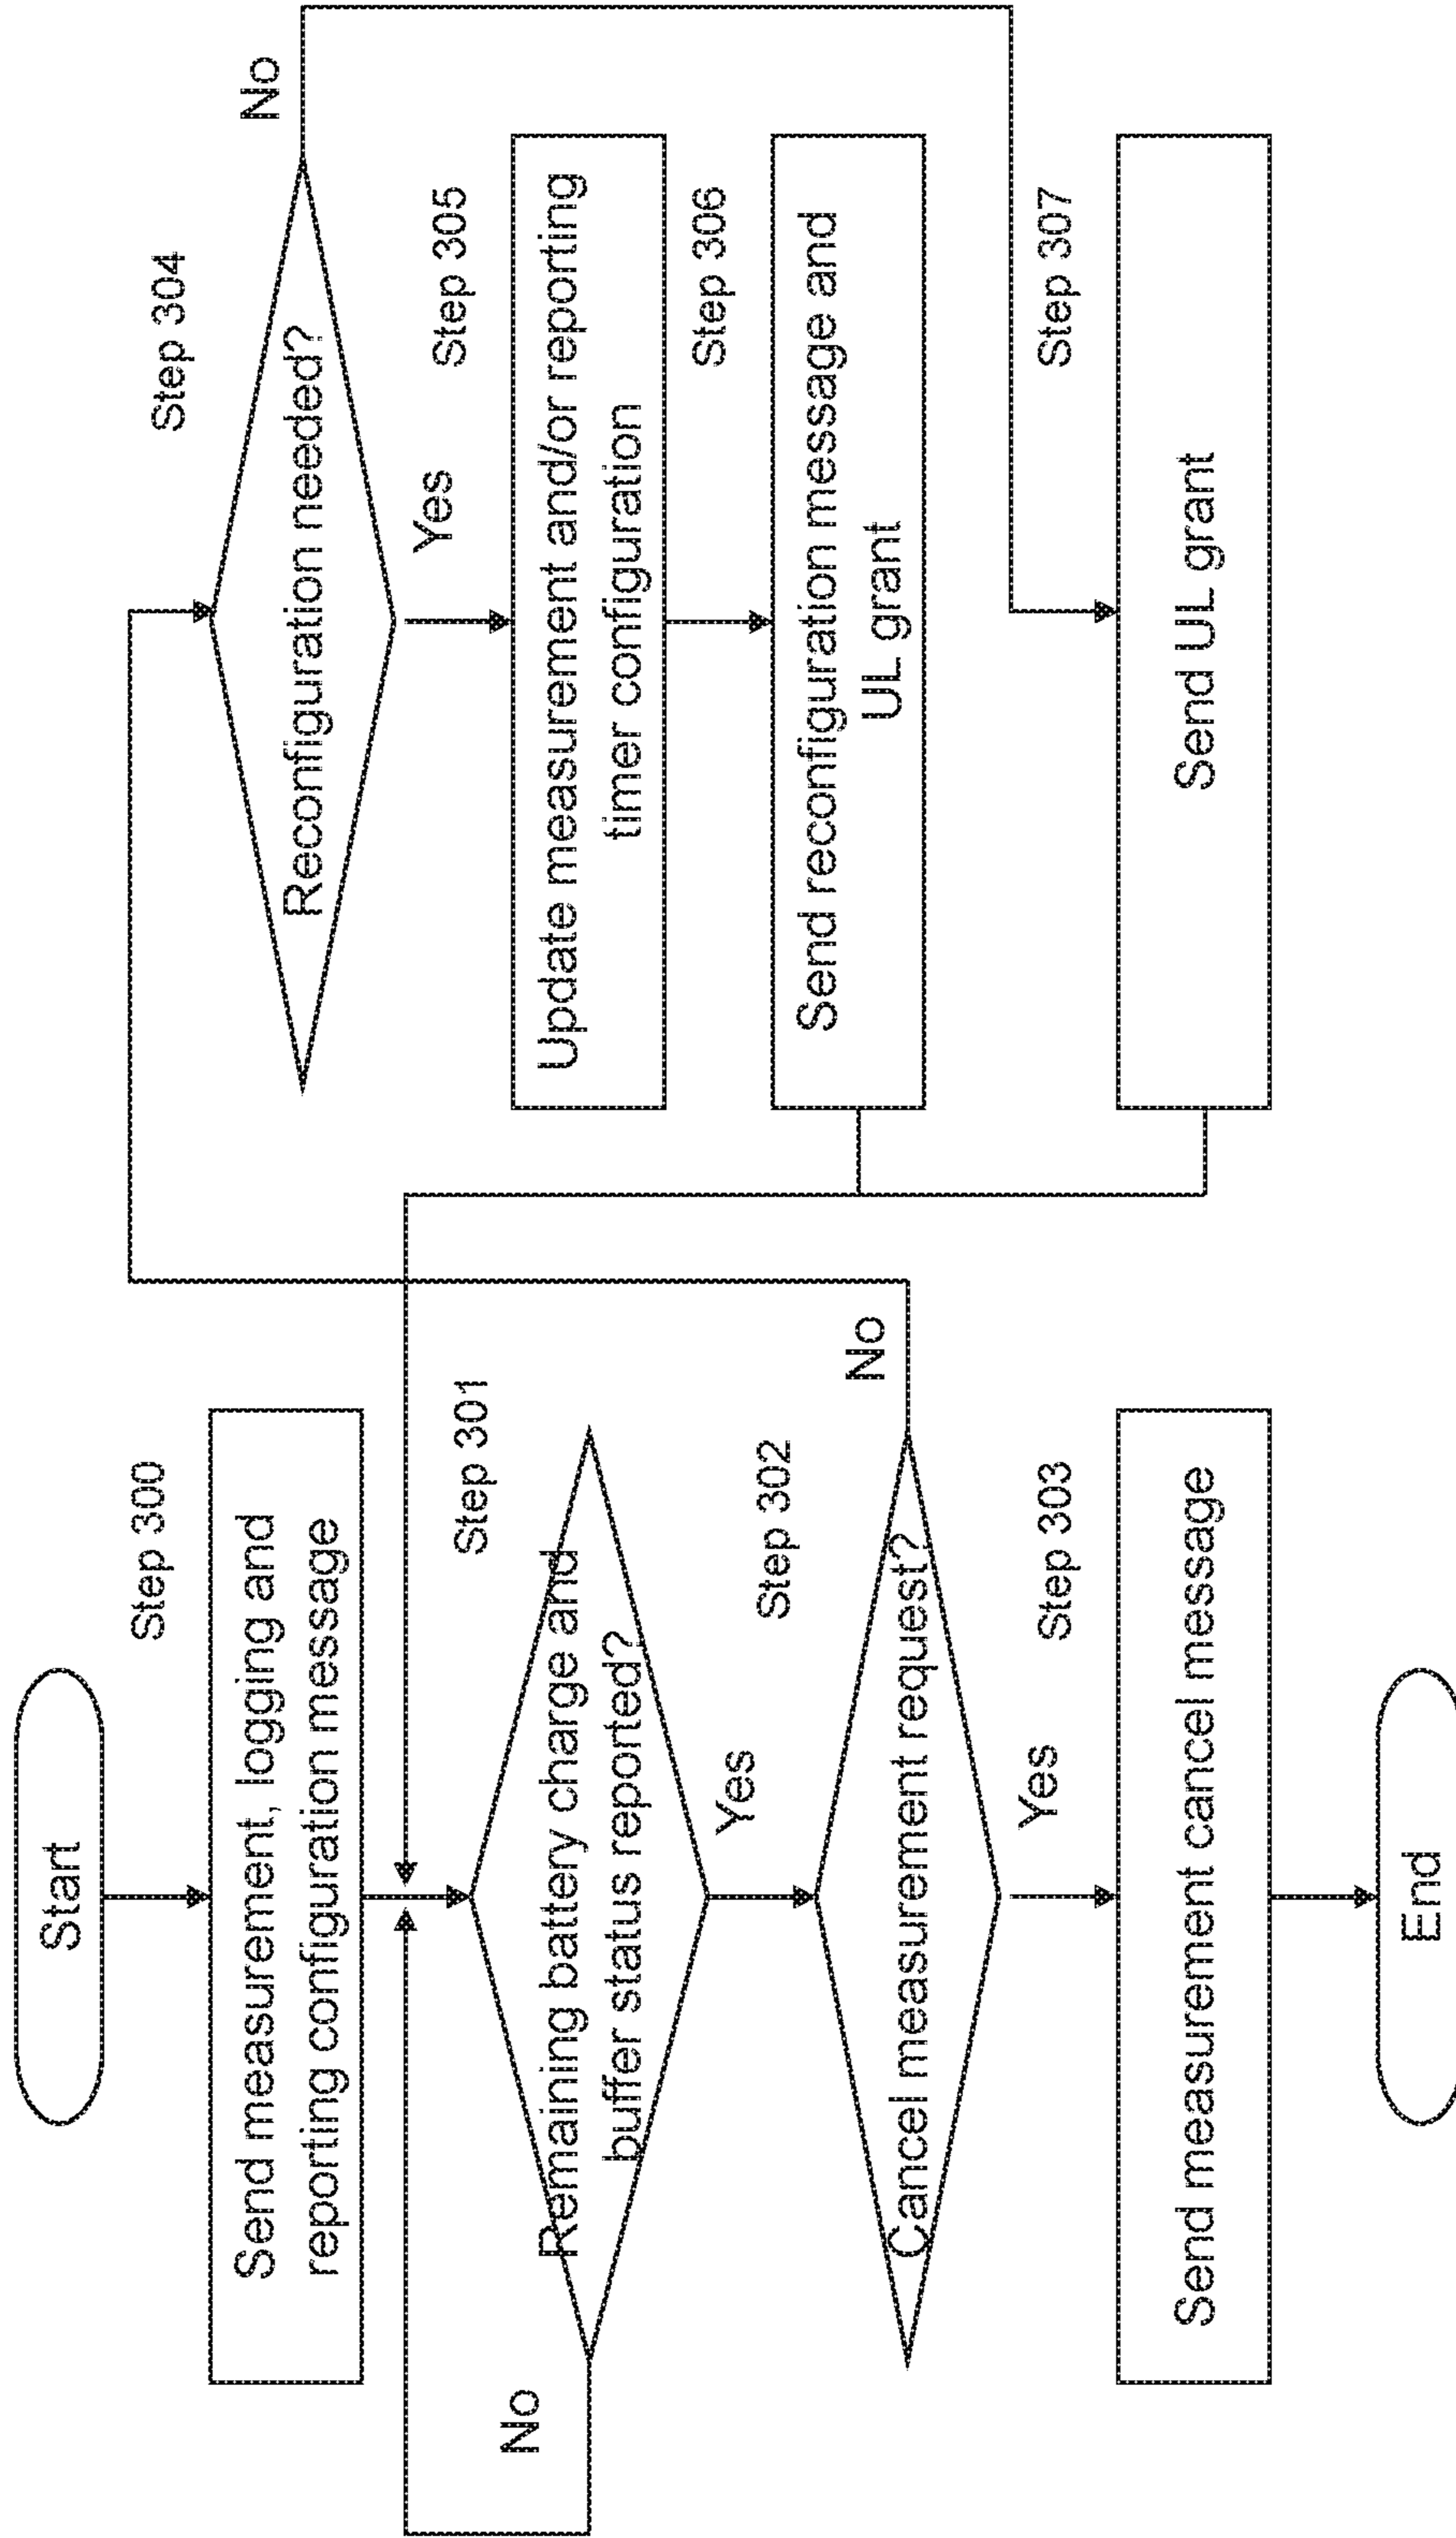 Start
Step 300
Send measurement, logging and
reporting configuration message
Step 301
Remaining battery charge and
buffer status reported?
No
Yes
Step 302
Cancel measurement request?
No
Yes
Step 303
Send measurement cancel message
End
Step 304
Reconfiguration needed?
No
Yes
Step 305
Update measurement and/or reporting
timer configuration
Step 306
Send reconfiguration message and
UL grant
Step 307
Send UL grant